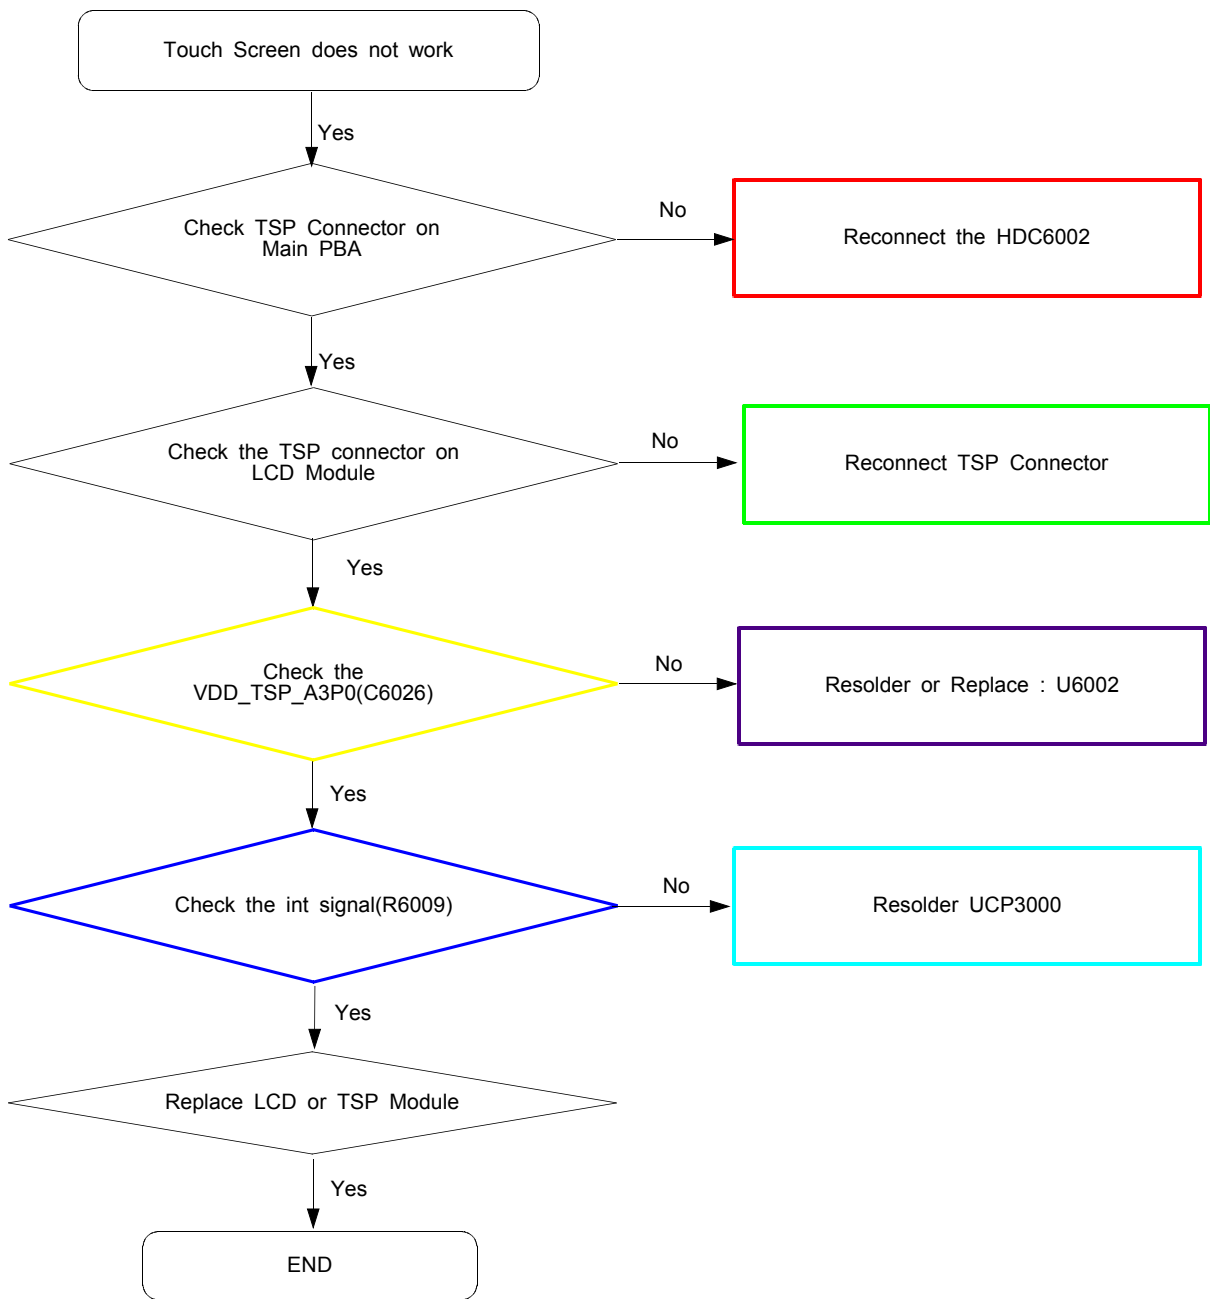 Touch Screen does not work
Yes
Check TSP Connector on
Main PBA
No
Reconnect the HDC6002
Yes
Check the TSP connector on
LCD Module
No
Reconnect TSP Connector
Yes
Check the
VDD_TSP_A3P0(C6026)
No
Resolder or Replace : U6002
Yes
Check the int signal(R6009)
No
Resolder UCP3000
Yes
Replace LCD or TSP Module
Yes
END